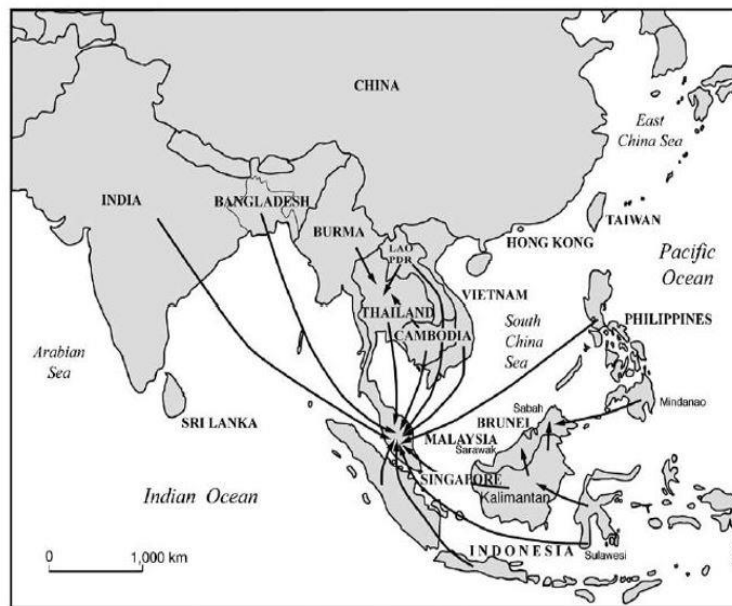 CHINA
East
China Sea
INDIA
BANGLADESH
TAIWAN
BURMA
LAO
PDR
HONG KONG
Pacific
Ocean
VIETNAM
THAILAND
South
China
Sea
PHILIPPINES
CAMBODIA
Arabian
Sea
Mindanao
Sabah
SRI LANKA
BRUNEI
MALAYSIA
Sarawak
SINGAPORE
Kalimantan
Indian Ocean
INDONESIA
Sulawesi
0 1,000 km